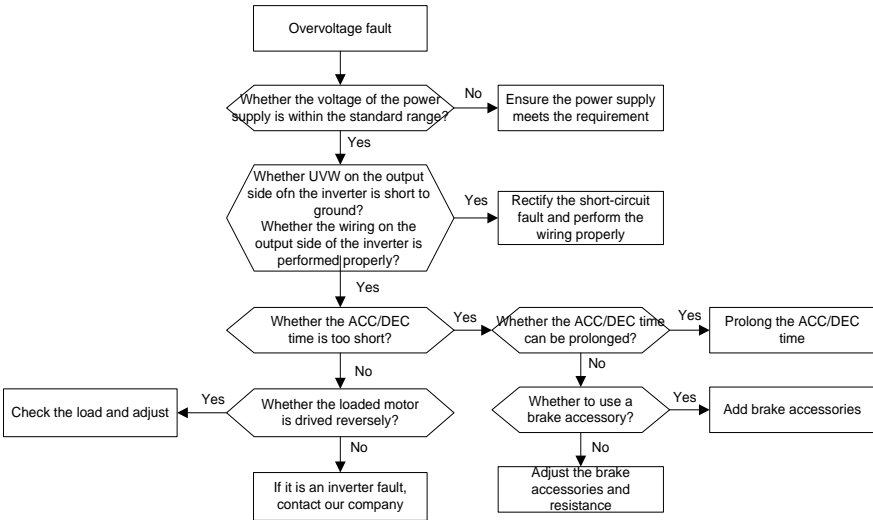 Overvoltage fault
Whether the voltage of the power
supply is within the standard range?
No
Ensure the power supply
meets the requirement
Yes
Whether UVW on the output
side ofn the inverter is short to
ground?
Whether the wiring on the
output side of the inverter is
performed properly?
Yes
Rectify the short-circuit
fault and perform the
wiring properly
Yes
Whether the ACC/DEC
time is too short?
Yes
Whether the ACC/DEC time
can be prolonged?
Yes
Prolong the ACC/DEC
time
No
No
Check the load and adjust
Yes
Whether the loaded motor
is drived reversely?
Whether to use a
brake accessory?
Yes
Add brake accessories
No
No
If it is an inverter fault,
contact our company
Adjust the brake
accessories and
resistance